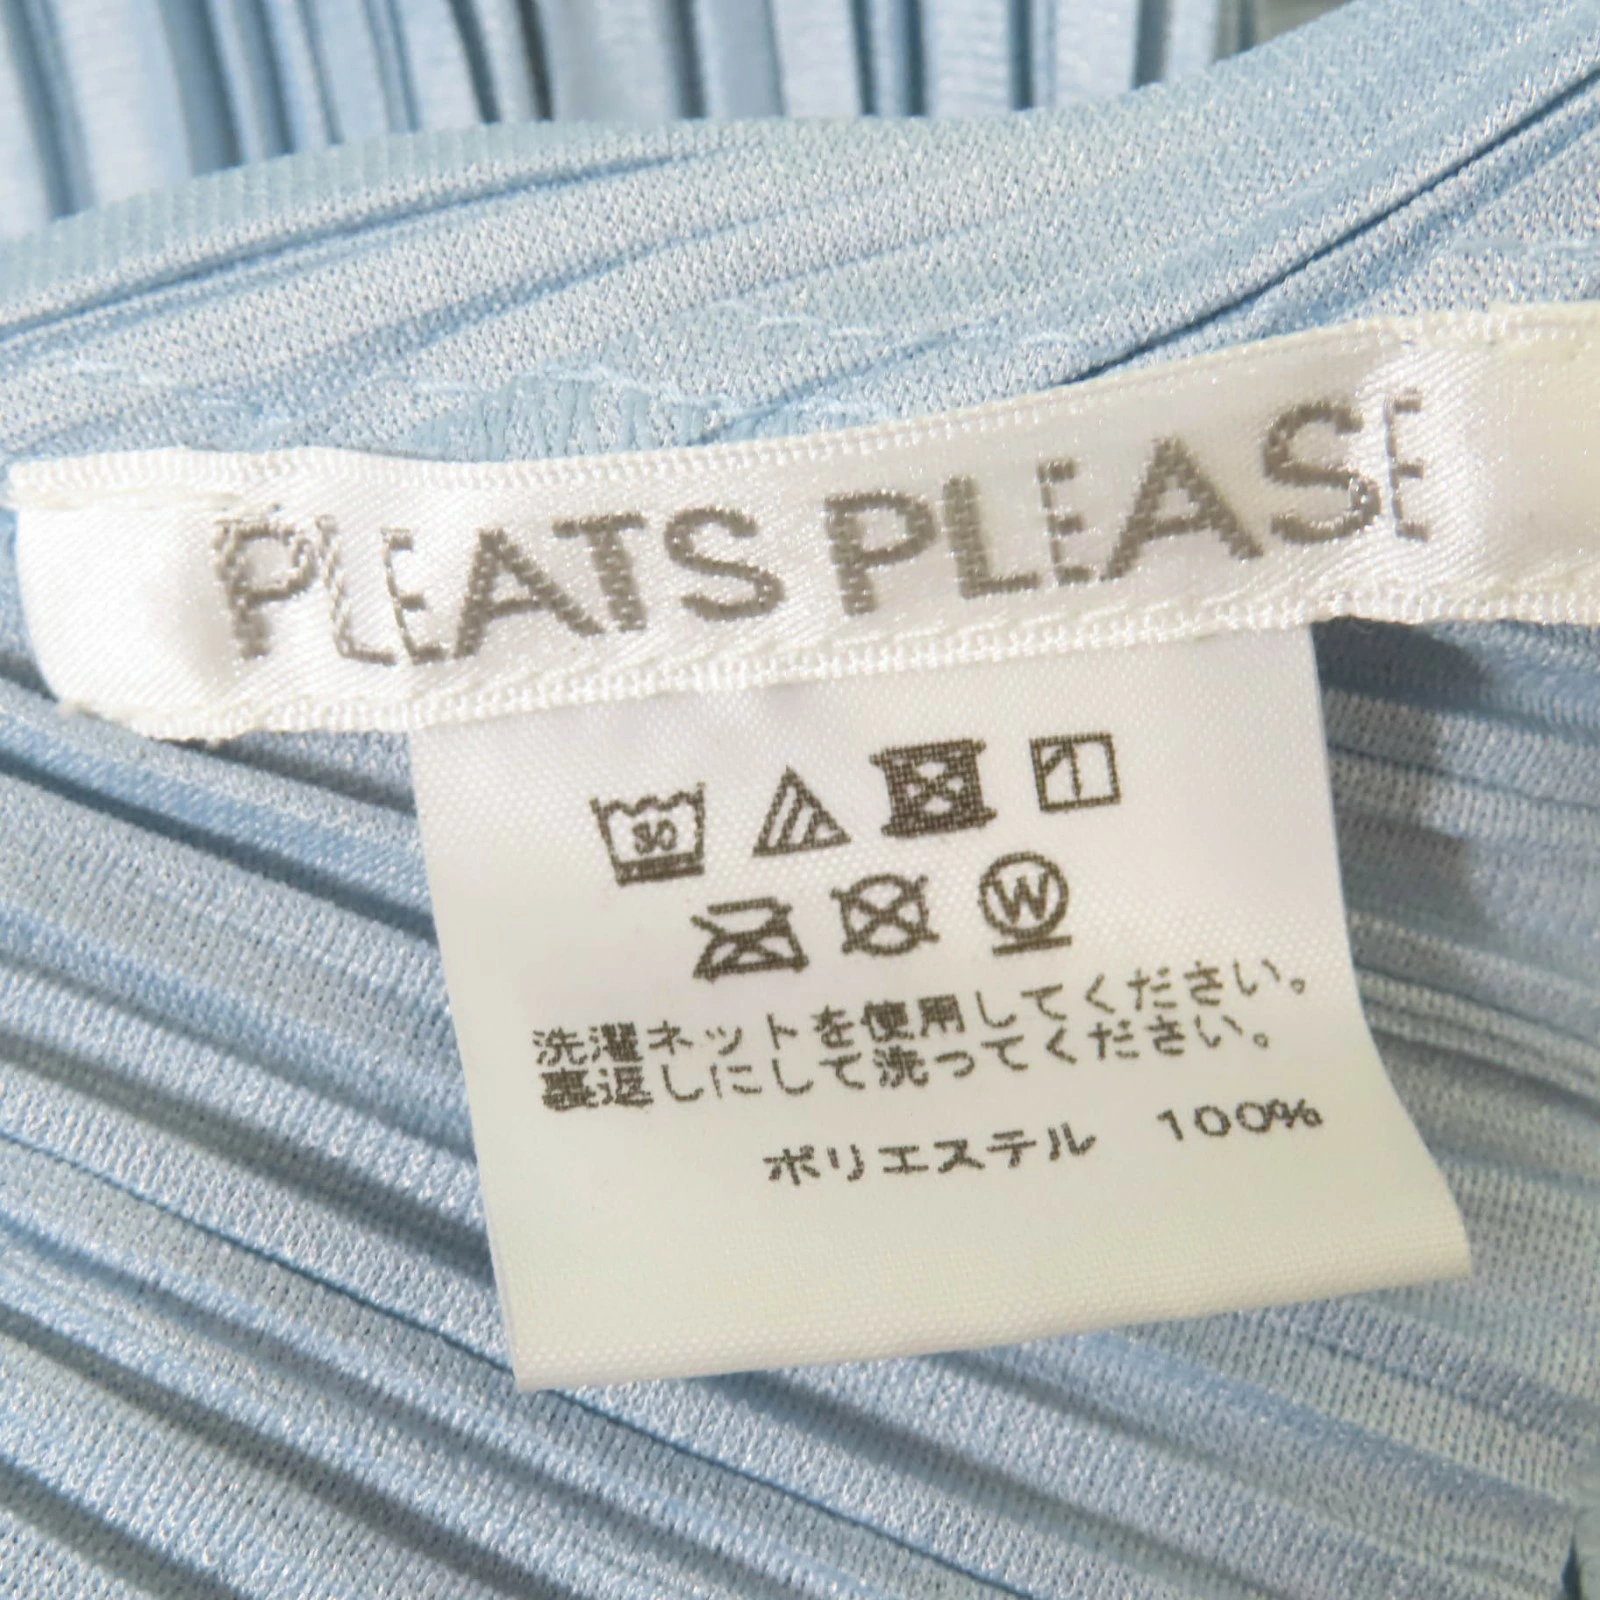 PLEATS PLEASE
30
W
洗濯ネットを使用してください。
裏返しにして洗ってください。
ポリエステル 100%